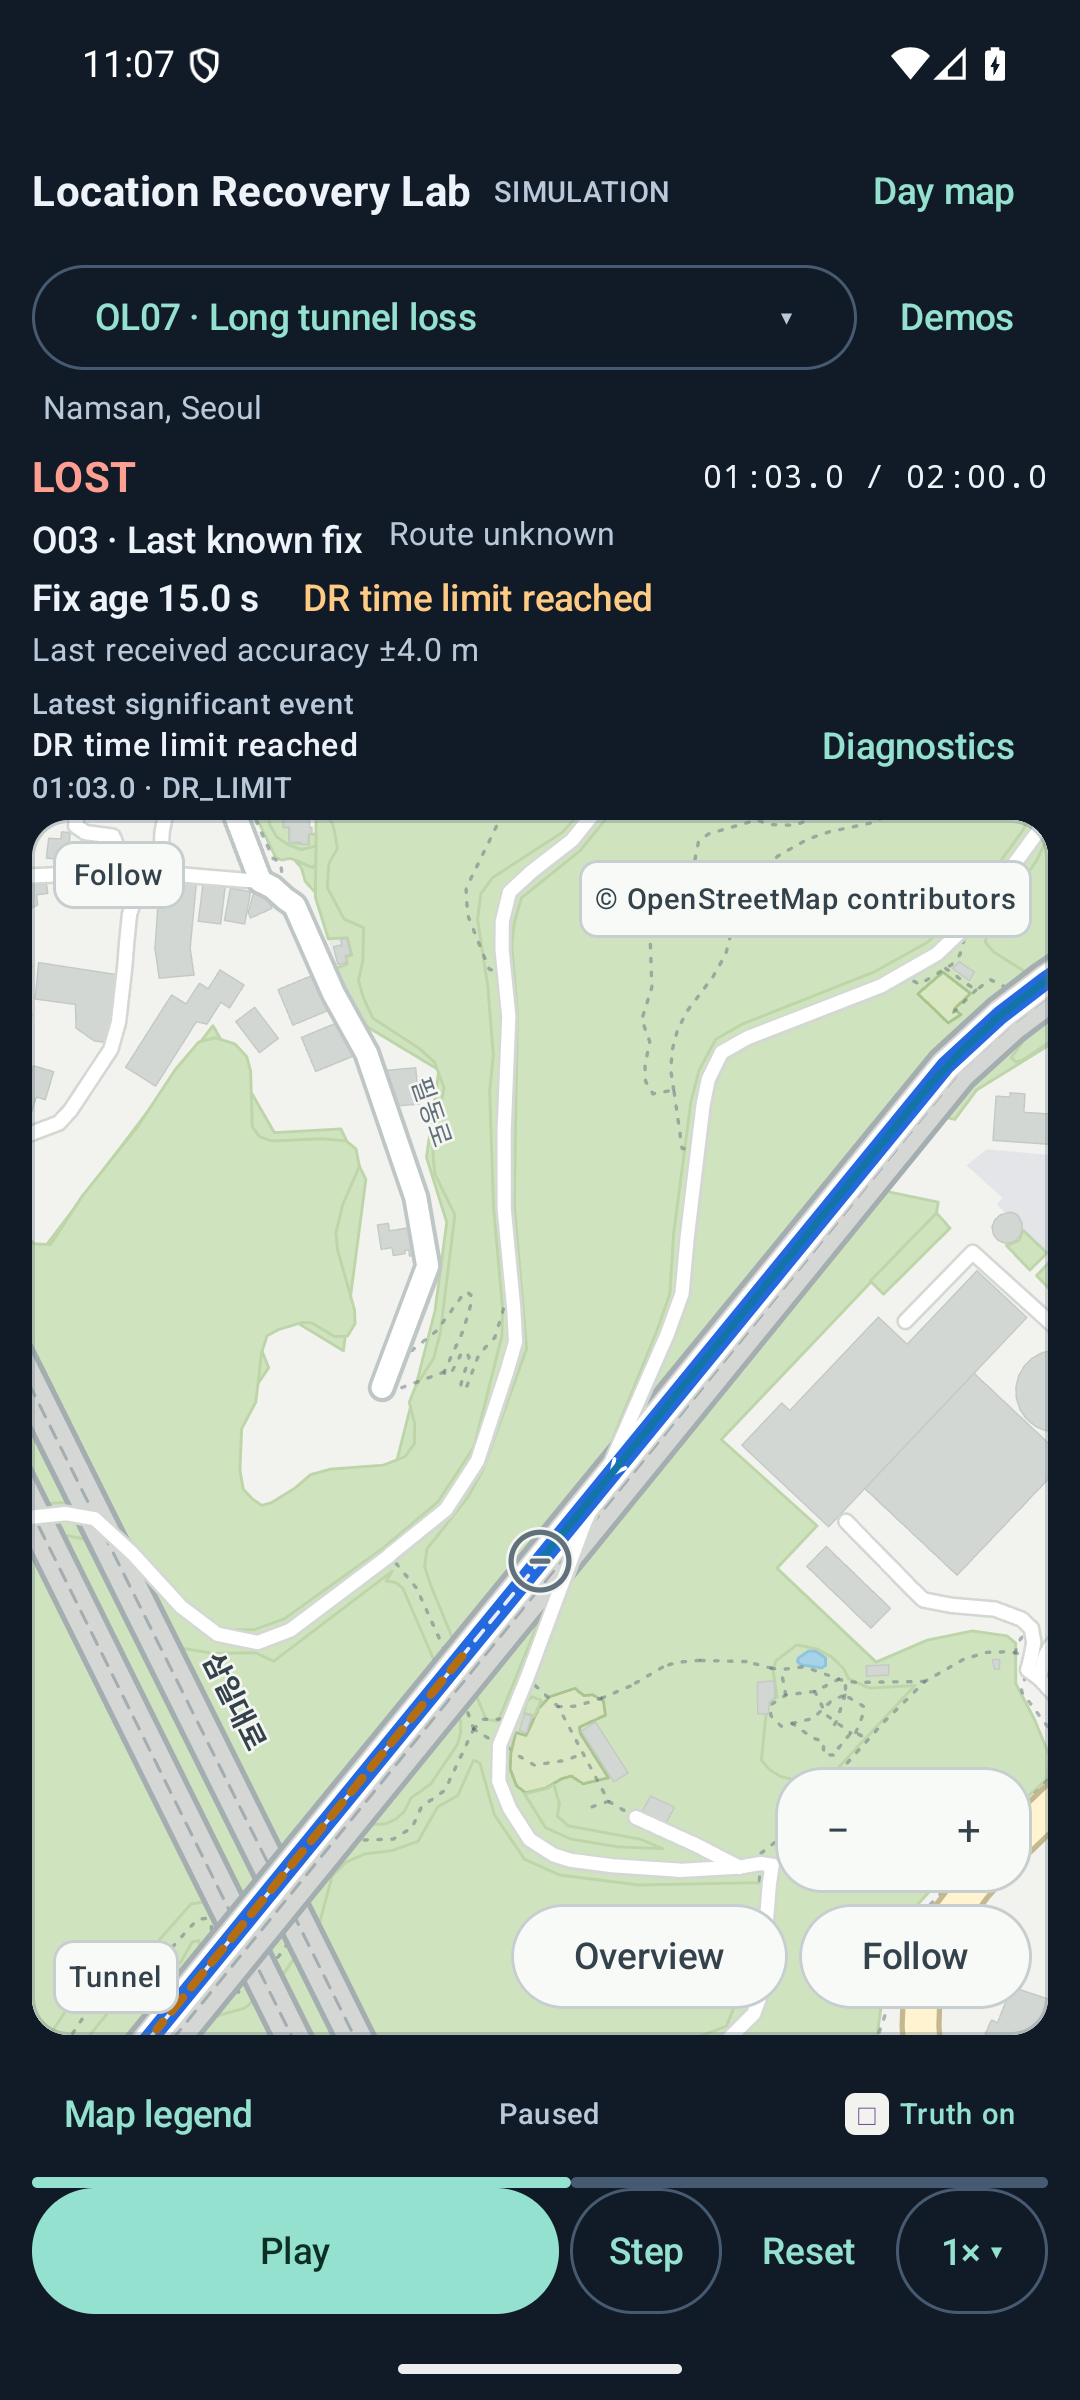 11:07
Location Recovery Lab SIMULATION Day map
OL07 · Long tunnel loss ▾ Demos
Namsan, Seoul
LOST 01:03.0 / 02:00.0
O03 · Last known fix Route unknown
Fix age 15.0 s DR time limit reached
Last received accuracy ±4.0 m
Latest significant event
DR time limit reached Diagnostics
01:03.0 · DR_LIMIT
Follow
© OpenStreetMap contributors
필동로
삼일대로
− +
Overview Follow
Tunnel
Map legend Paused Truth on
Play Step Reset 1× ▾